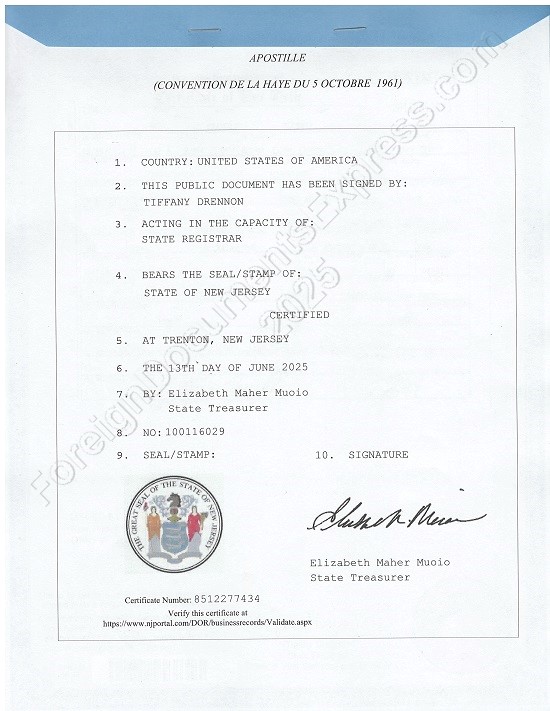 APOSTILLE
(CONVENTION DE LA HAYE DU 5 OCTOBRE 1961)
1. COUNTRY: UNITED STATES OF AMERICA
2. THIS PUBLIC DOCUMENT HAS BEEN SIGNED BY:
TIFFANY DRENNON
3. ACTING IN THE CAPACITY OF:
STATE REGISTRAR
4. BEARS THE SEAL/STAMP OF:
STATE OF NEW JERSEY
CERTIFIED
5. AT TRENTON, NEW JERSEY
6. THE 13TH DAY OF JUNE 2025
7. BY: Elizabeth Maher Muoio
State Treasurer
8. NO: 100116029
9. SEAL/STAMP: 10. SIGNATURE
THE GREAT SEAL OF THE STATE OF NEW JERSEY
Elizabeth Muoio
Elizabeth Maher Muoio
State Treasurer
Certificate Number: 8512277434
Verify this certificate at
https://www.njportal.com/DOR/businessrecords/Validate.aspx
ForeignDocumentsExpress.com
2025